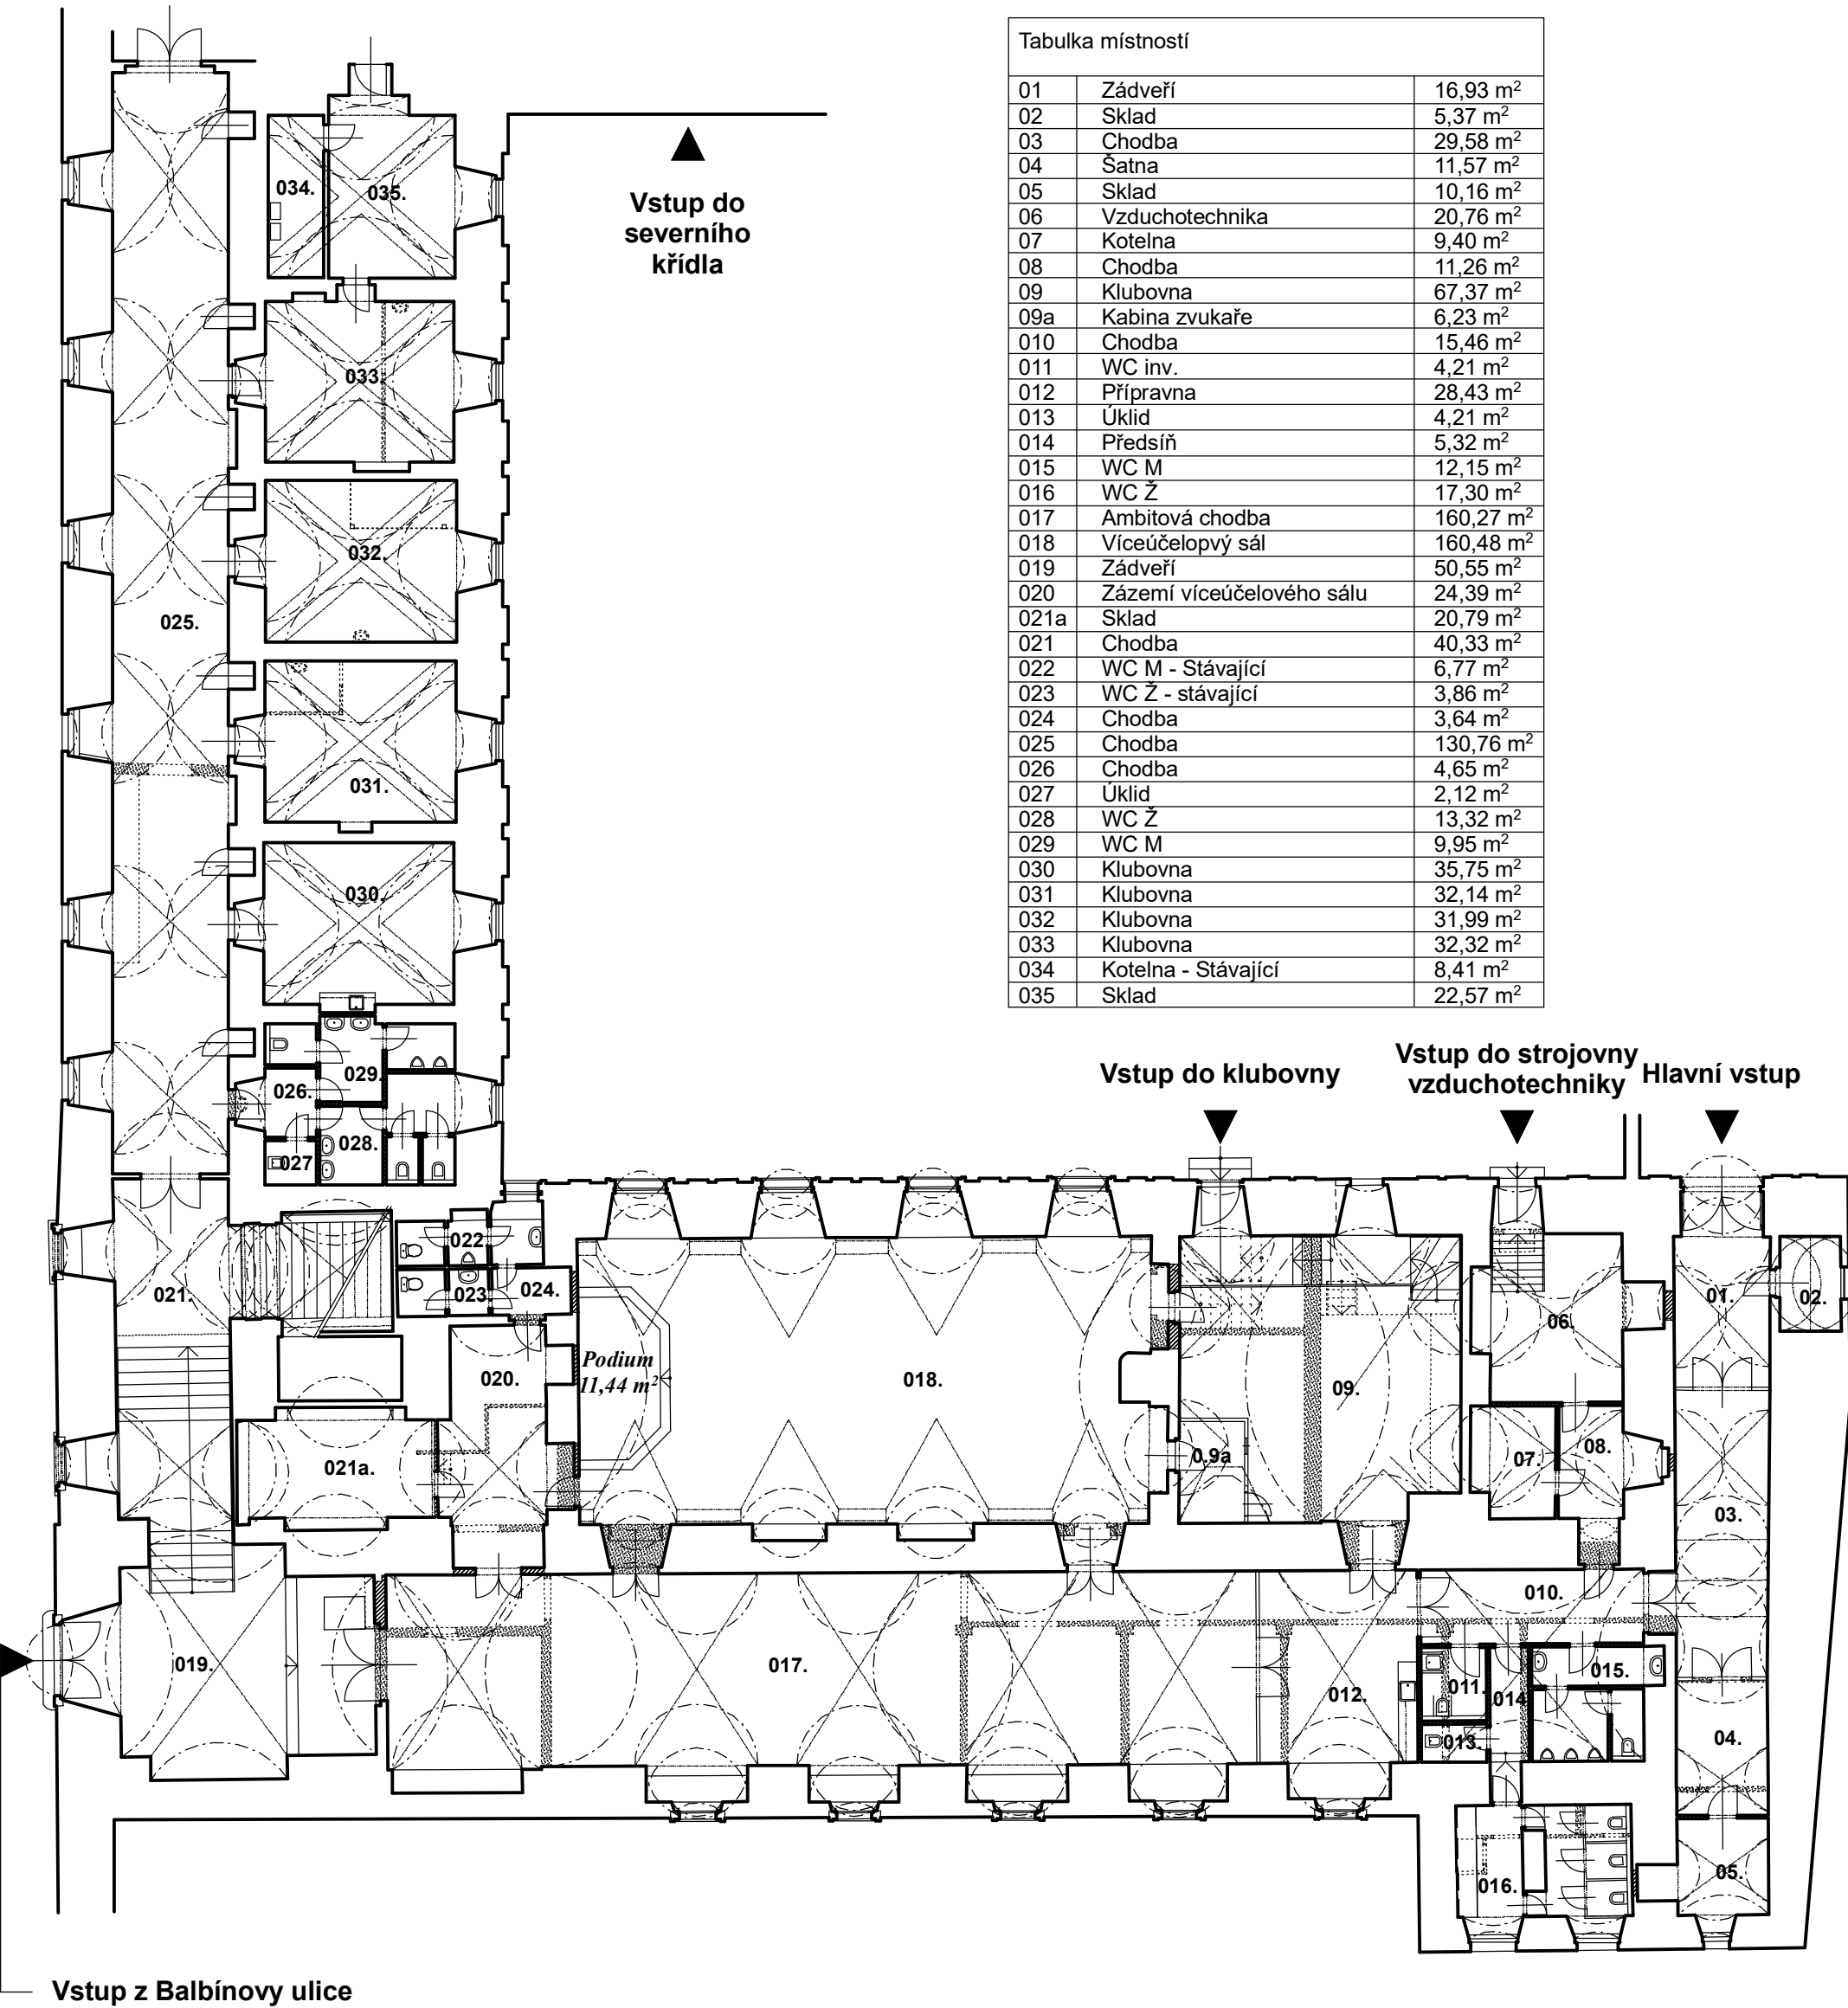 Tabulka místností
01 Zádveří 16,93 m²
02 Sklad 5,37 m²
03 Chodba 29,58 m²
04 Šatna 11,57 m²
05 Sklad 10,16 m²
06 Vzduchotechnika 20,76 m²
07 Kotelna 9,40 m²
08 Chodba 11,26 m²
09 Klubovna 67,37 m²
09a Kabina zvukaře 6,23 m²
010 Chodba 15,46 m²
011 WC inv. 4,21 m²
012 Přípravna 28,43 m²
013 Úklid 4,21 m²
014 Předsíň 5,32 m²
015 WC M 12,15 m²
016 WC Ž 17,30 m²
017 Ambitová chodba 160,27 m²
018 Víceúčelopvý sál 160,48 m²
019 Zádveří 50,55 m²
020 Zázemí víceúčelového sálu 24,39 m²
021a Sklad 20,79 m²
021 Chodba 40,33 m²
022 WC M - Stávající 6,77 m²
023 WC Ž - stávající 3,86 m²
024 Chodba 3,64 m²
025 Chodba 130,76 m²
026 Chodba 4,65 m²
027 Úklid 2,12 m²
028 WC Ž 13,32 m²
029 WC M 9,95 m²
030 Klubovna 35,75 m²
031 Klubovna 32,14 m²
032 Klubovna 31,99 m²
033 Klubovna 32,32 m²
034 Kotelna - Stávající 8,41 m²
035 Sklad 22,57 m²
Vstup do
severního
křídla
034.
035.
033.
032.
025.
031.
030.
029.
026.
028.
027
Vstup do klubovny
Vstup do strojovny
vzduchotechniky
Hlavní vstup
022
021.
023
024.
01.
02.
06.
Podium
11,44 m²
020.
018.
09.
021a.
0.9a
07.
08.
03.
010.
019.
017.
012.
011.
014
015.
013.
04.
016.
05.
Vstup z Balbínovy ulice